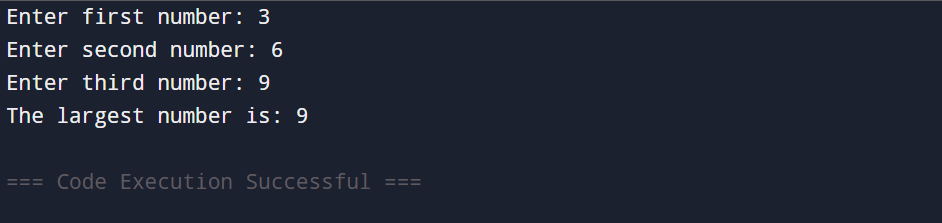 Enter first number: 3
Enter second number: 6
Enter third number: 9
The largest number is: 9
=== Code Execution Successful ===